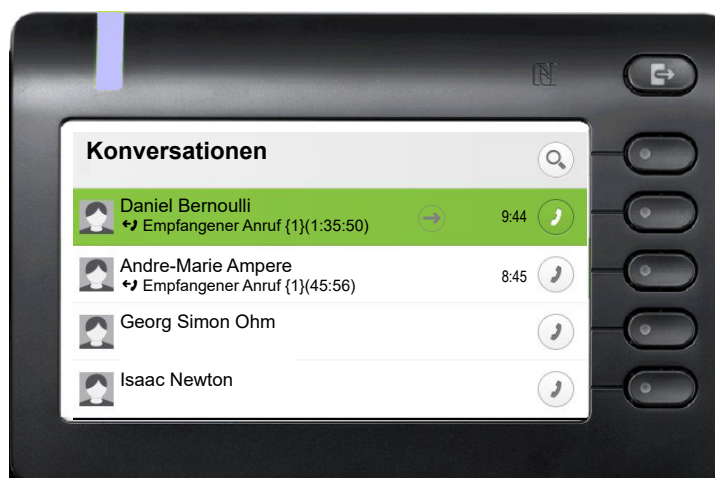 Konversationen
Daniel Bernoulli
Empfangener Anruf {1}(1:35:50)
9:44
Andre-Marie Ampere
Empfangener Anruf {1}(45:56)
8:45
Georg Simon Ohm
Isaac Newton